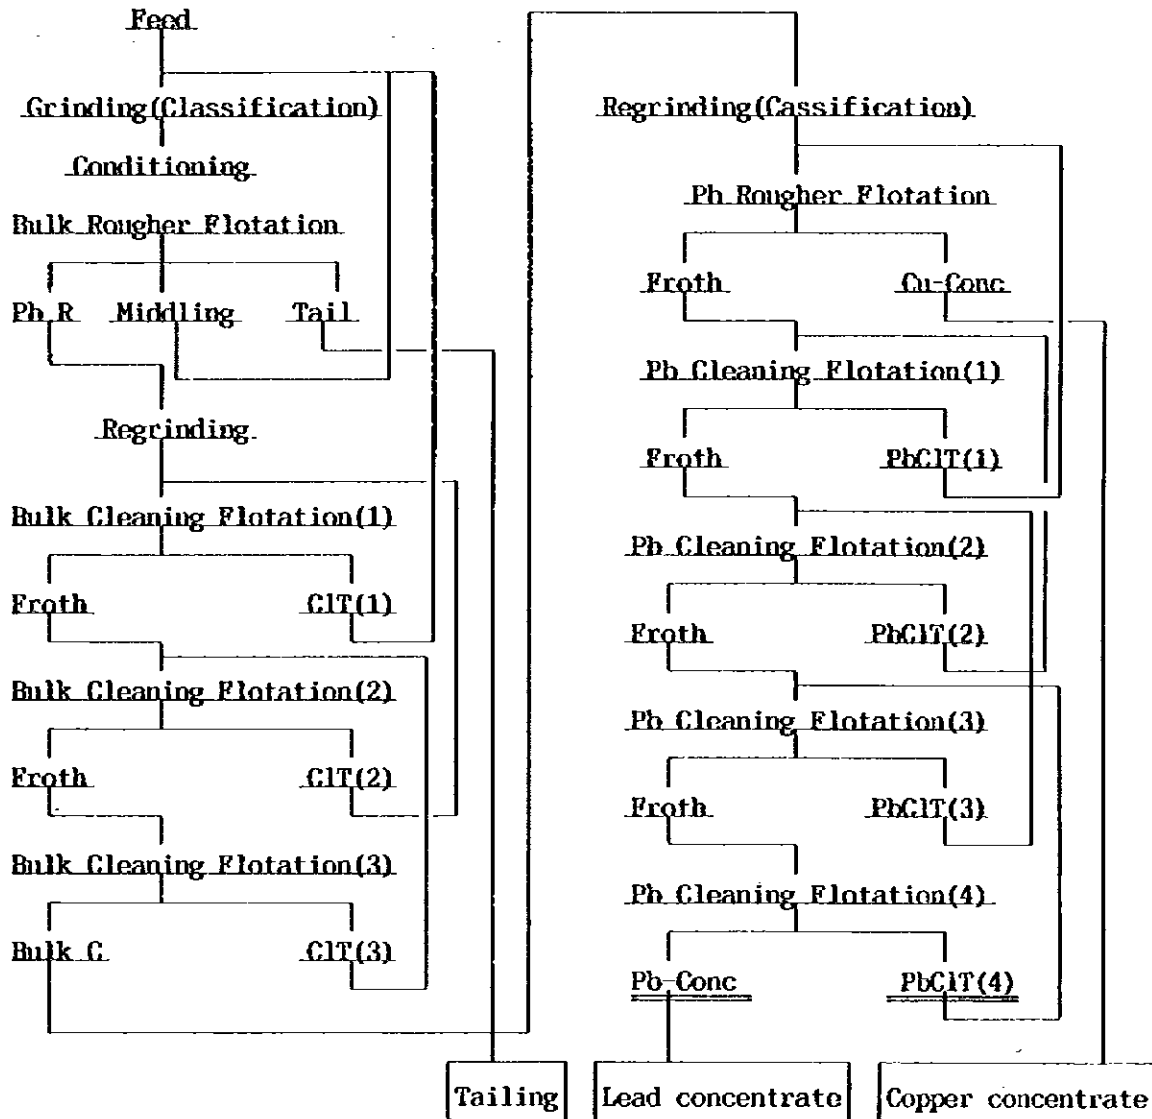 Feed
Grinding(Classification)
Conditioning
Bulk Rougher Flotation
Pb R Middling Tail
Regrinding
Bulk Cleaning Flotation(1)
Froth ClT(1)
Bulk Cleaning Flotation(2)
Froth ClT(2)
Bulk Cleaning Flotation(3)
Bulk C ClT(3)
Regrinding(Cassification)
Pb Rougher Flotation
Froth Cu-Conc
Pb Cleaning Flotation(1)
Froth PbClT(1)
Pb Cleaning Flotation(2)
Froth PbClT(2)
Pb Cleaning Flotation(3)
Froth PbClT(3)
Pb Cleaning Flotation(4)
Pb-Conc PbClT(4)
Tailing Lead concentrate Copper concentrate